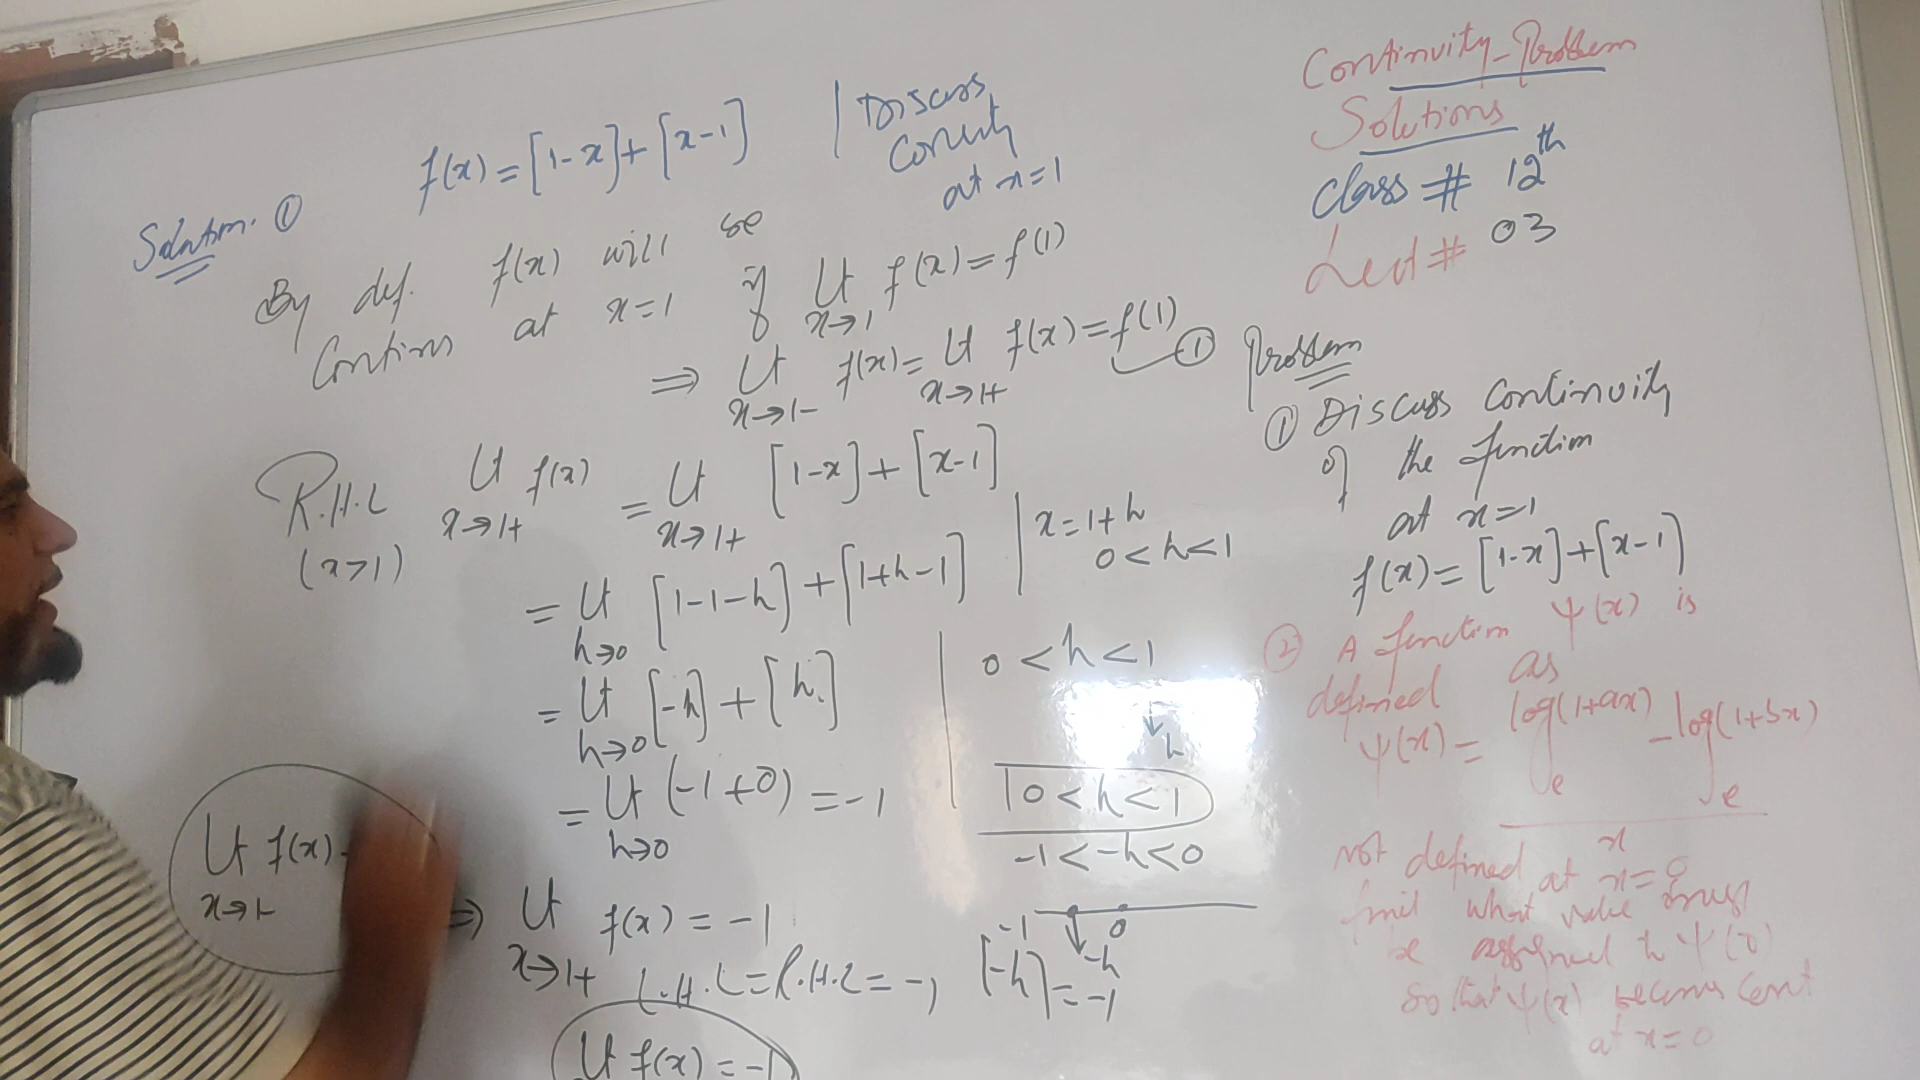 Continuity-Problem
Solutions
Class # 12th
Lect # 03
f(x) = [1-x] + [x-1] | Discuss
at x=1
Solution. ①
By def. f(x) will be
at x=1 if Lt f(x) = f(1)
x→1
⇒ Lt f(x) = Lt f(x) = f(1) ①
x→1- x→1+
R.H.L Lt f(x) = Lt [1-x] + [x-1]
(x>1) x→1+ x→1+
| x = 1+h
0 < h < 1
= Lt [1-1-h] + [1+h-1]
h→0
= Lt [-h] + [h]
h→0
= Lt (-1+0) = -1
h→0
0 < h < 1
h
0 < h < 1
-1 < -h < 0
-1 0
-h
[-h] = -1
Lt f(x)
x→1-
⇒ Lt f(x) = -1
x→1+
L.H.L = R.H.L = -1
Lt f(x) = -1
Problem
① Discuss Continuity
of the function
at x=1
f(x) = [1-x] + [x-1]
② A function ψ(x) is
defined as
ψ(x) = log(1+ax) - log(1+bx)
e e
x
not defined at x=0
what value must
be assigned to ψ(0)
so that ψ(x) becomes cont
at x=0